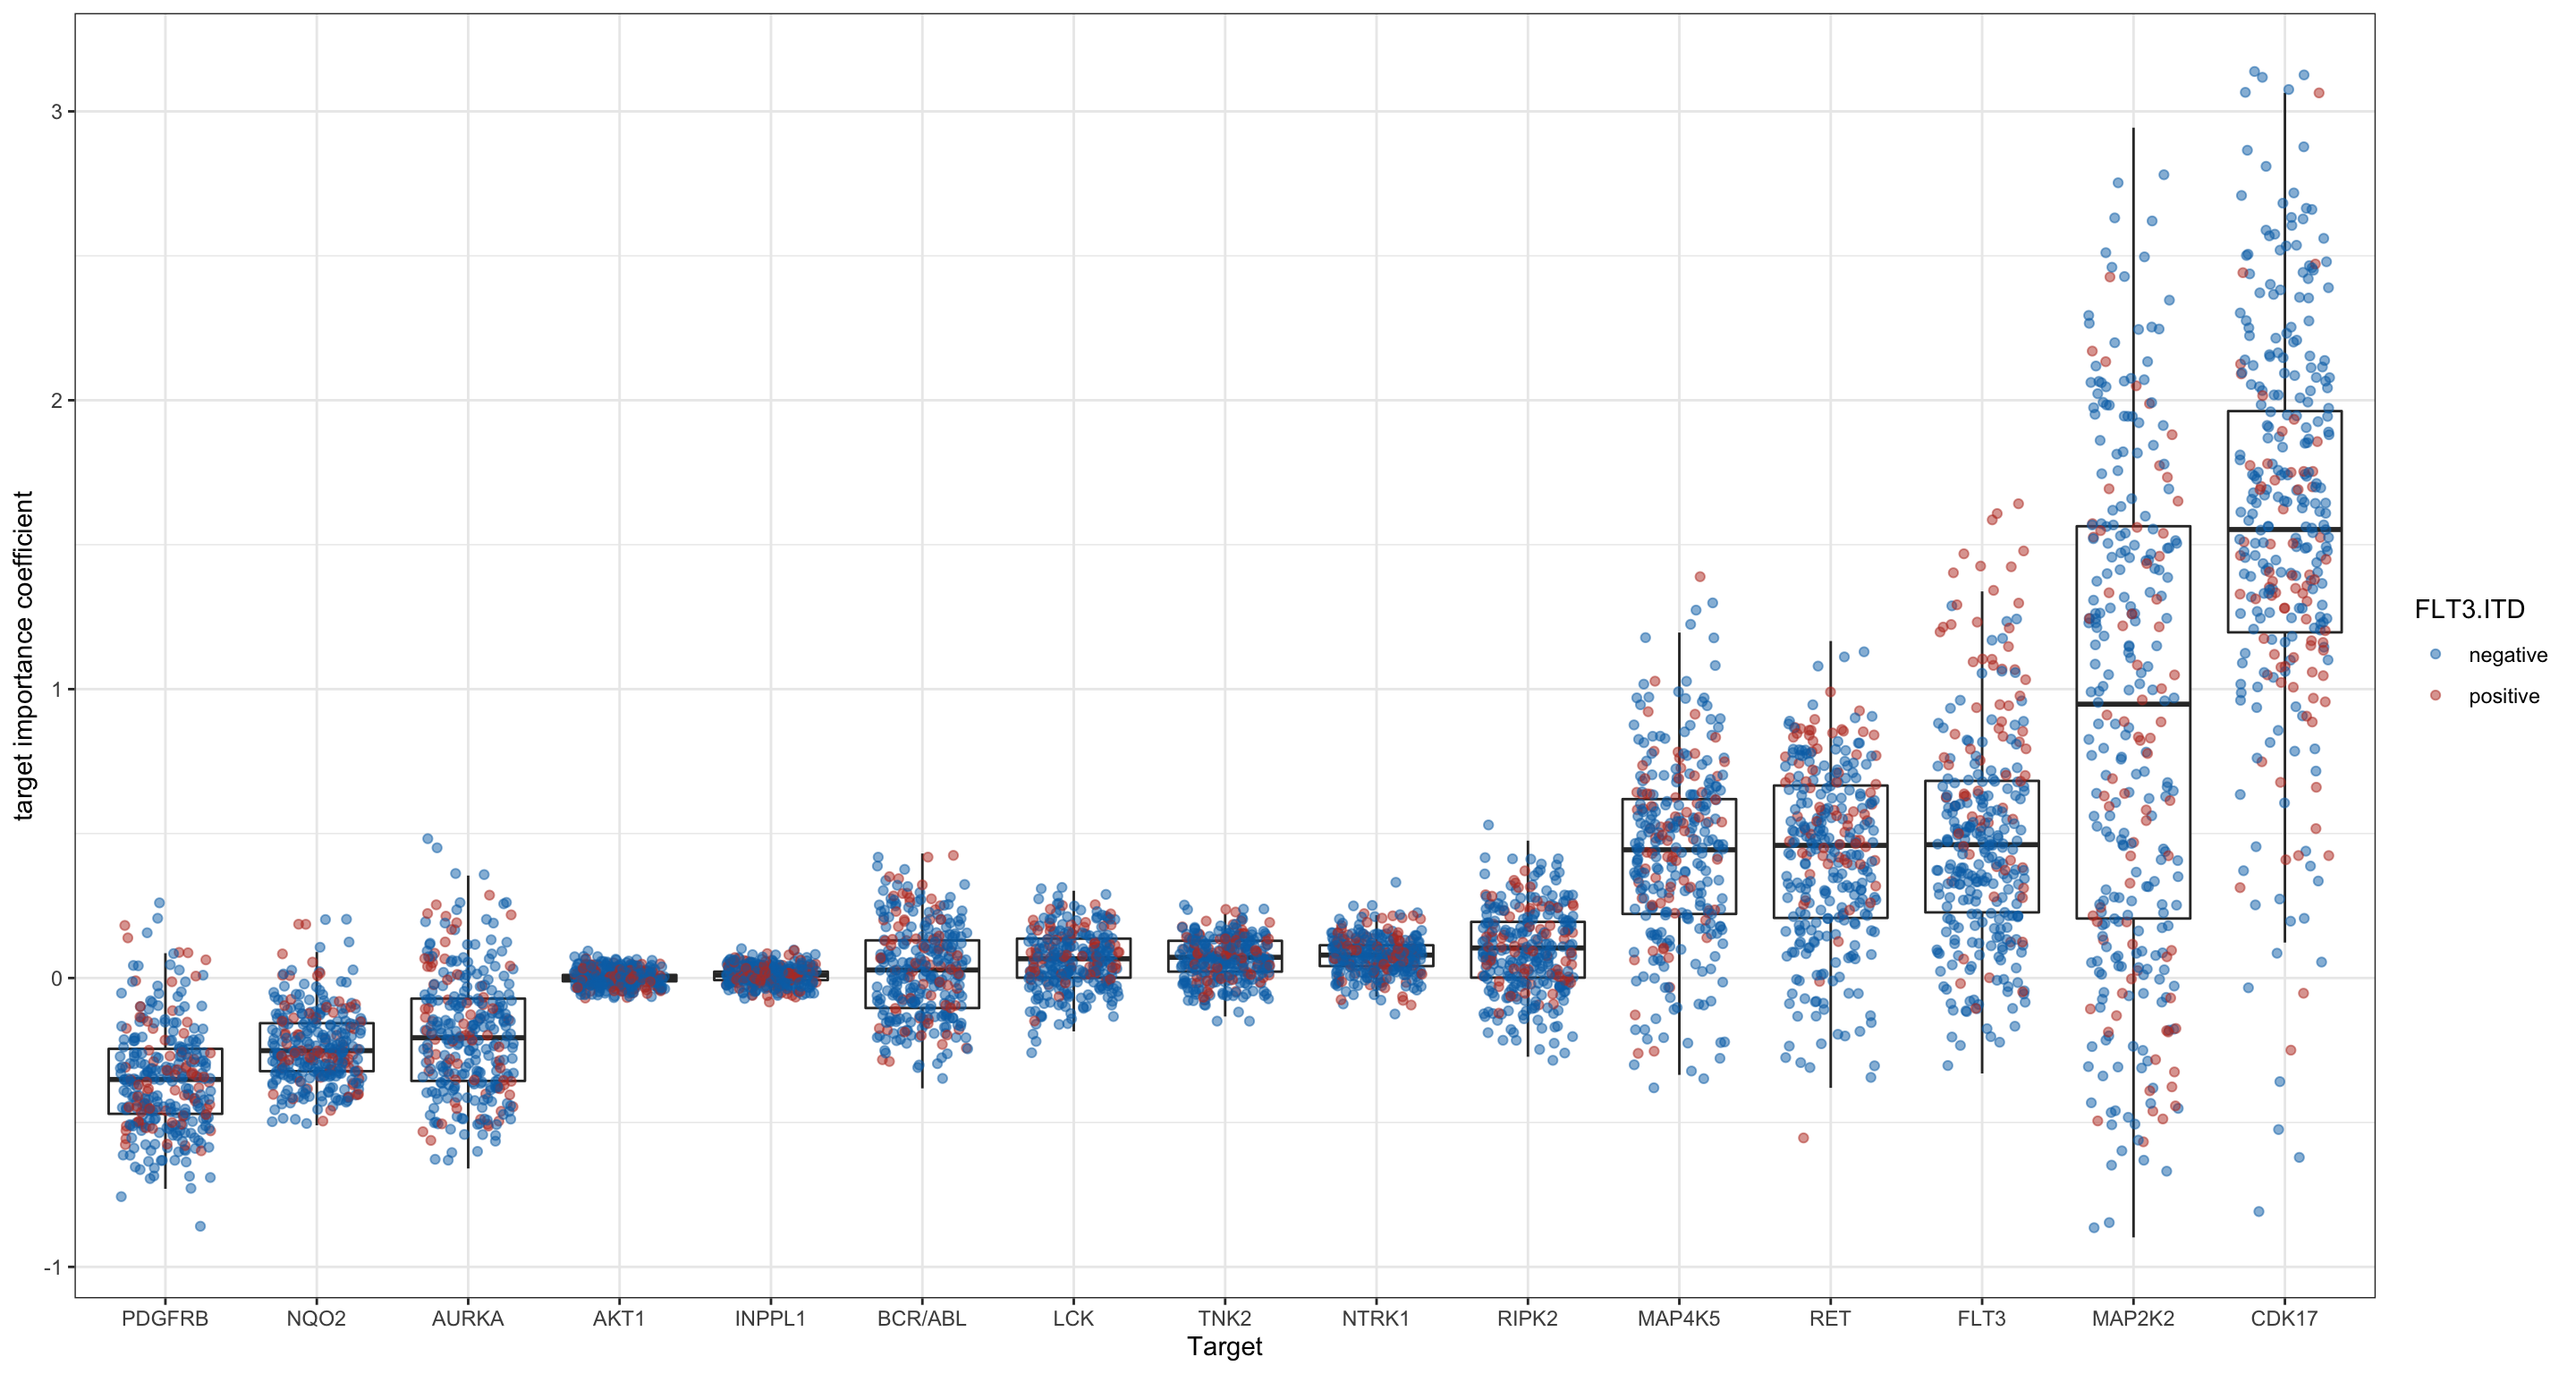 target importance coefficient
3
2
1
0
-1
PDGFRB NQO2 AURKA AKT1 INPPL1 BCR/ABL LCK TNK2 NTRK1 RIPK2 MAP4K5 RET FLT3 MAP2K2 CDK17
Target
FLT3.ITD
negative
positive